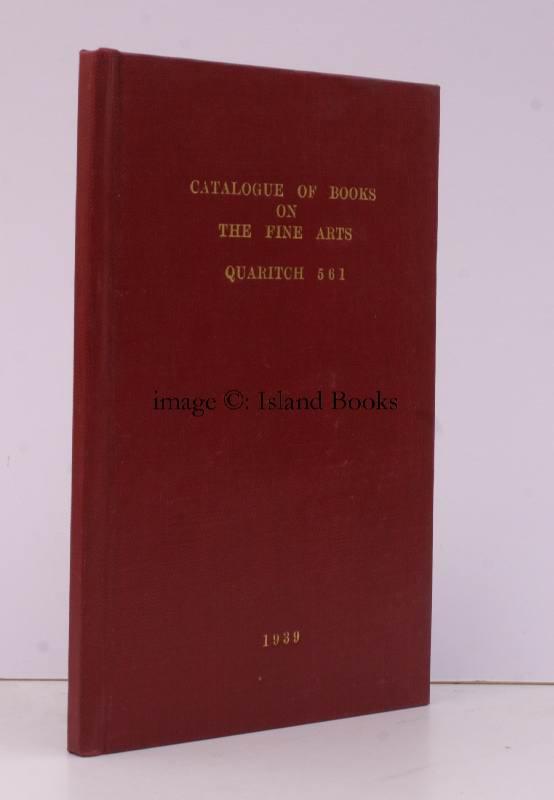 CATALOGUE OF BOOKS
ON
THE FINE ARTS
QUARITCH 561
image ©: Island Books
1939